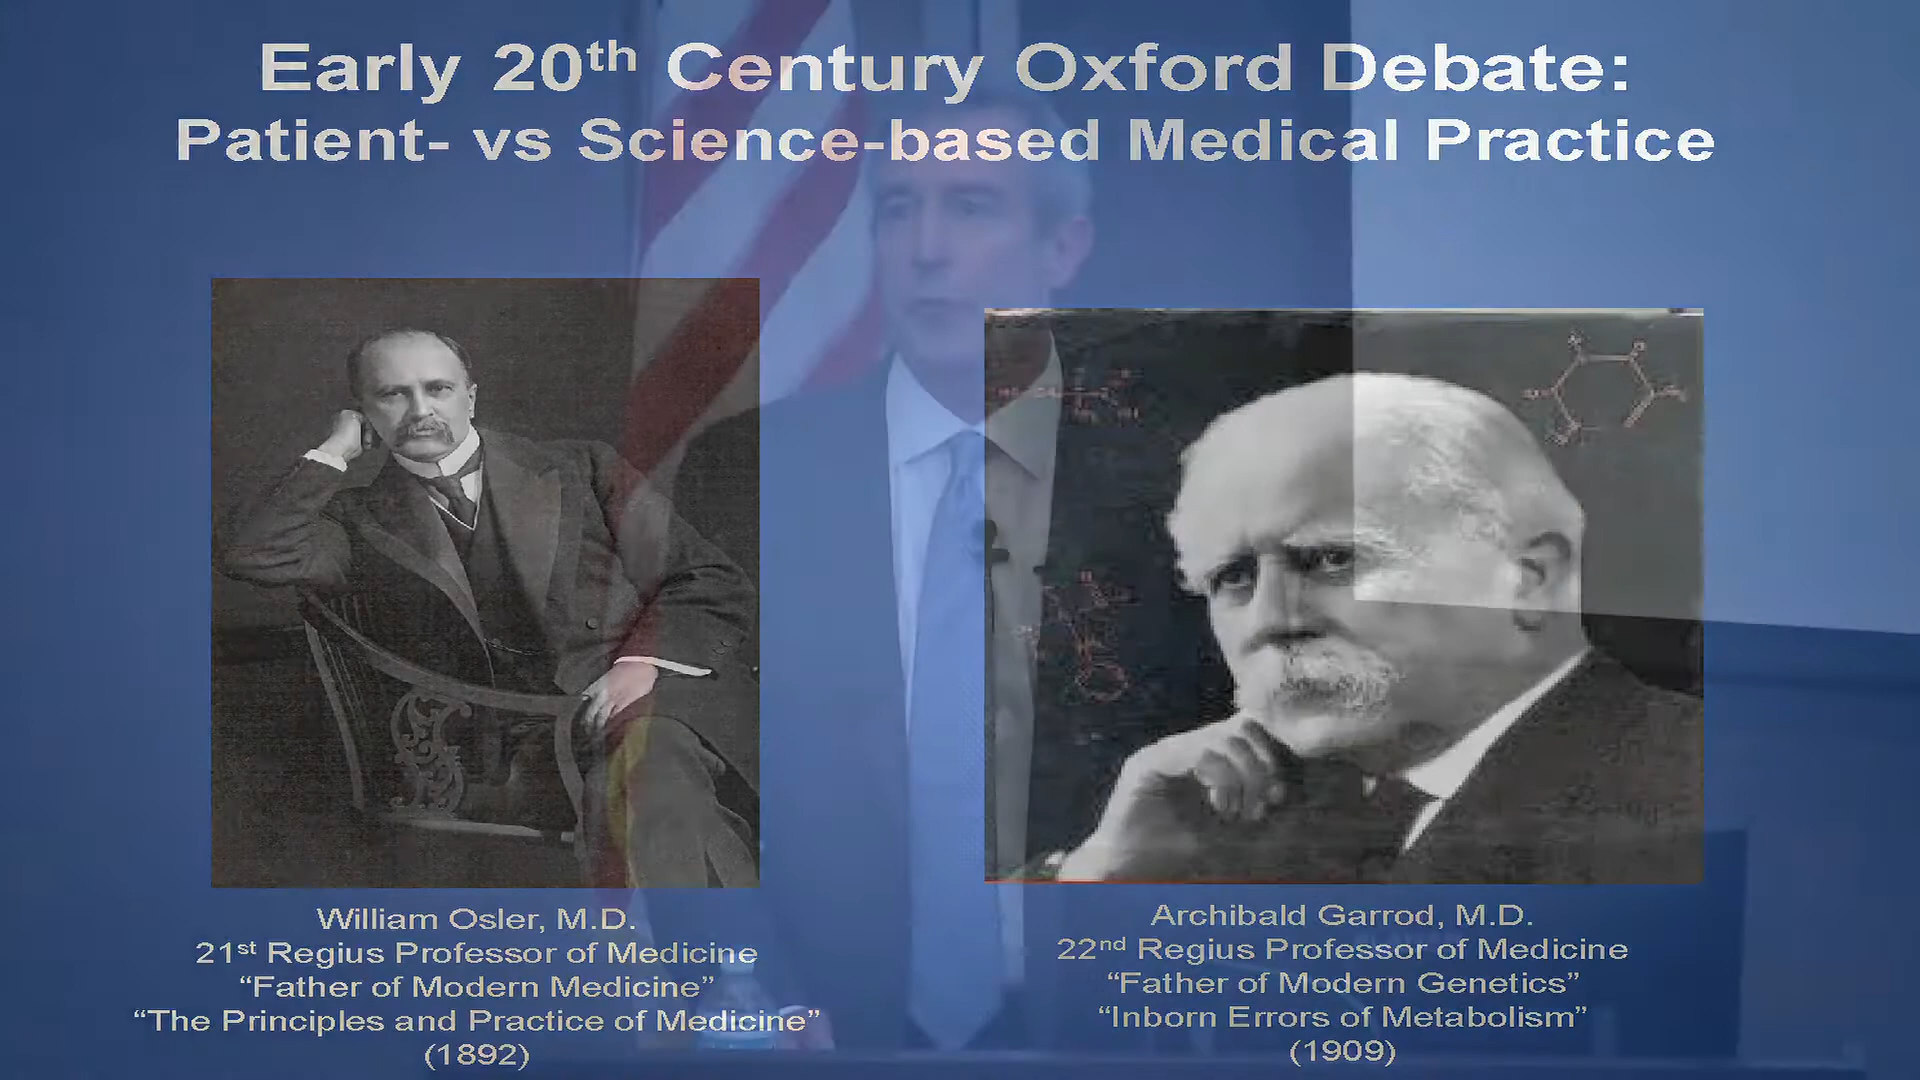 Early 20th Century Oxford Debate:
Patient- vs Science-based Medical Practice
William Osler, M.D.
21st Regius Professor of Medicine
“Father of Modern Medicine”
“The Principles and Practice of Medicine”
(1892)
Archibald Garrod, M.D.
22nd Regius Professor of Medicine
“Father of Modern Genetics”
“Inborn Errors of Metabolism”
(1909)